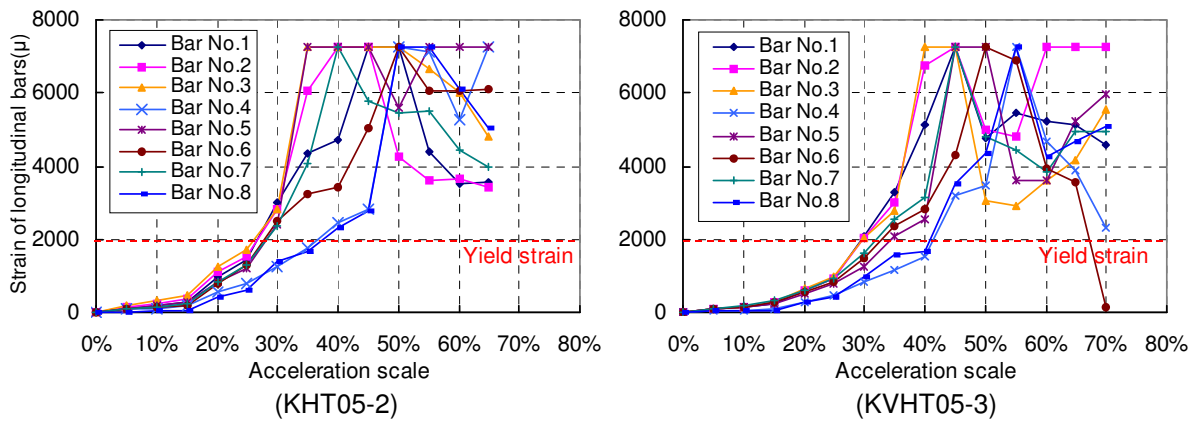 Strain of longitudinal bars(μ)
8000
6000
4000
2000
0
Bar No.1
Bar No.2
Bar No.3
Bar No.4
Bar No.5
Bar No.6
Bar No.7
Bar No.8
Yield strain
0% 10% 20% 30% 40% 50% 60% 70% 80%
Acceleration scale
(KHT05-2)
8000
6000
4000
2000
0
Bar No.1
Bar No.2
Bar No.3
Bar No.4
Bar No.5
Bar No.6
Bar No.7
Bar No.8
Yield strain
0% 10% 20% 30% 40% 50% 60% 70% 80%
Acceleration scale
(KVHT05-3)